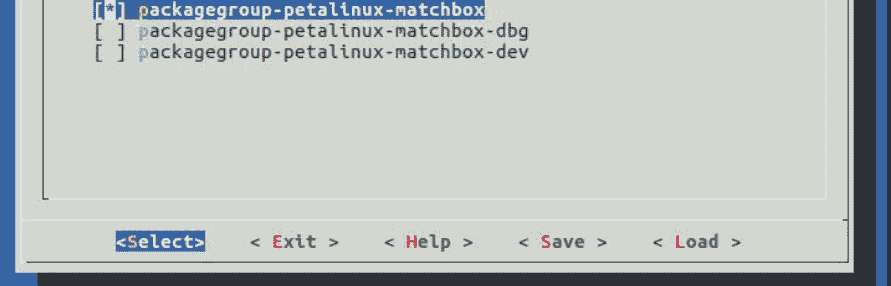 [*] packagegroup-petalinux-matchbox
[ ] packagegroup-petalinux-matchbox-dbg
[ ] packagegroup-petalinux-matchbox-dev
<Select> < Exit > < Help > < Save > < Load >